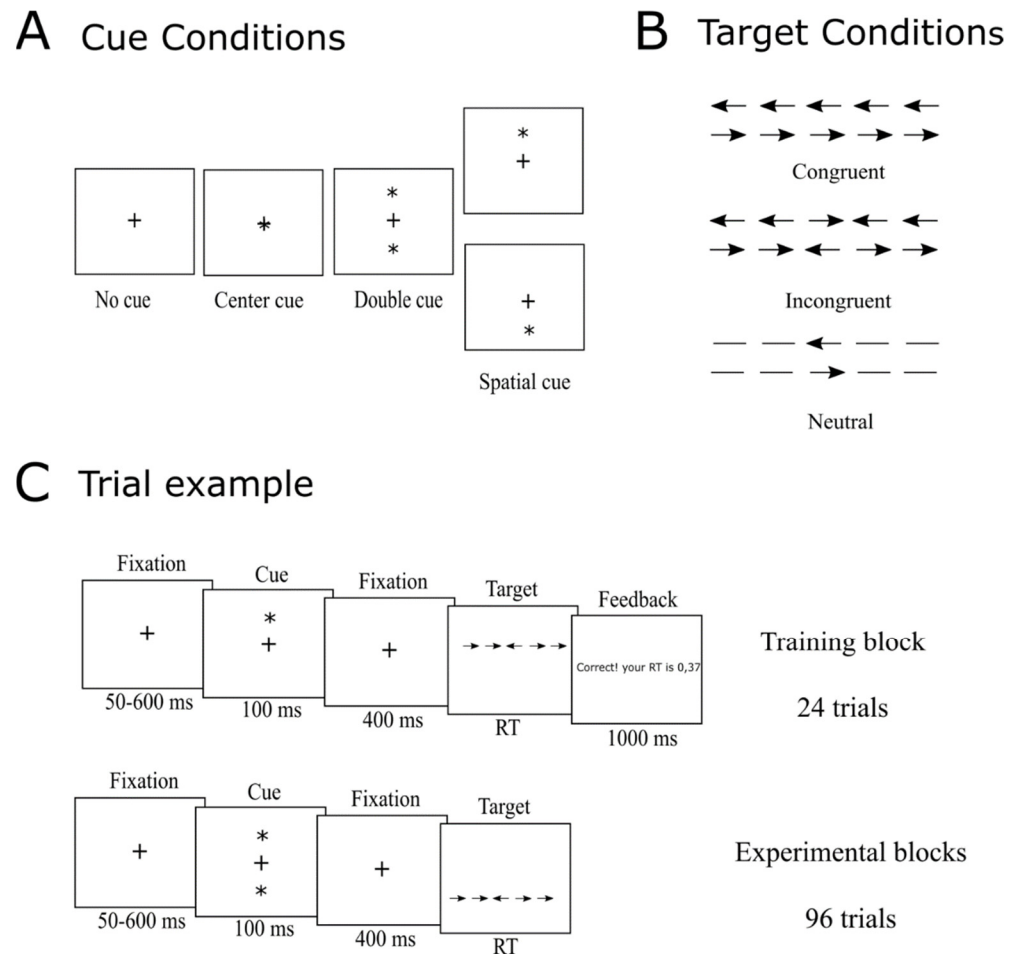 A Cue Conditions
No cue
Center cue
Double cue
Spatial cue
B Target Conditions
Congruent
Incongruent
Neutral
C Trial example
Fixation
50-600 ms
Cue
100 ms
Fixation
400 ms
Target
RT
Feedback
Correct! your RT is 0,37
1000 ms
Training block
24 trials
Fixation
50-600 ms
Cue
100 ms
Fixation
400 ms
Target
RT
Experimental blocks
96 trials